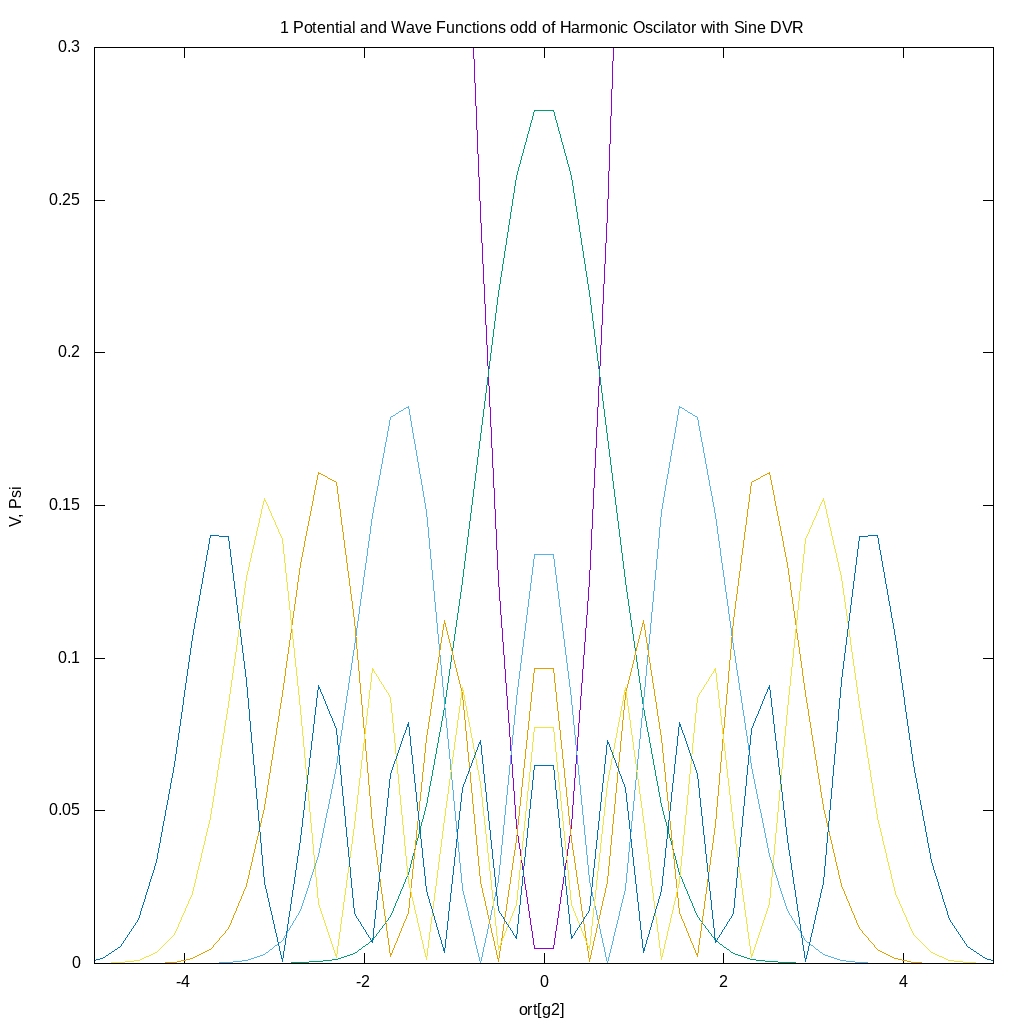 1 Potential and Wave Functions odd of Harmonic Oscilator with Sine DVR
0.3
0.25
0.2
0.15
0.1
0.05
0
V, Psi
-4 -2 0 2 4
ort[g2]